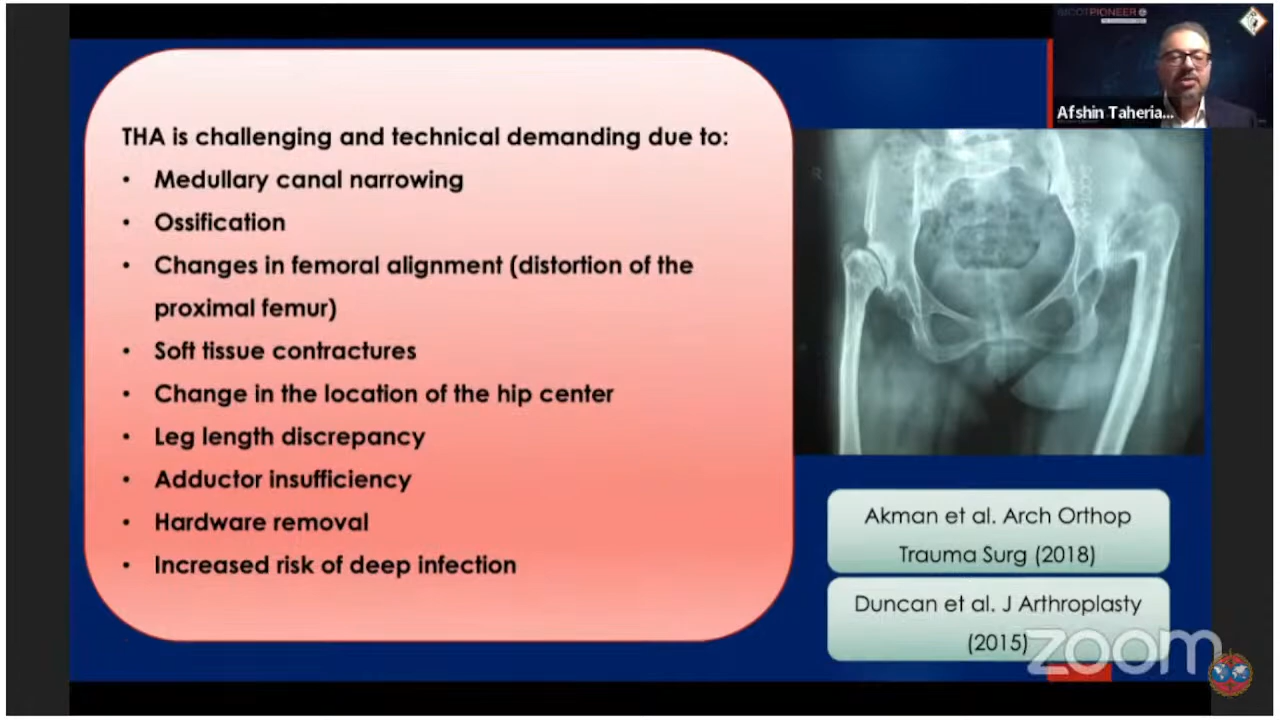 THA is challenging and technical demanding due to:
• Medullary canal narrowing
• Ossification
• Changes in femoral alignment (distortion of the
proximal femur)
• Soft tissue contractures
• Change in the location of the hip center
• Leg length discrepancy
• Adductor insufficiency
• Hardware removal
• Increased risk of deep infection
SICOT PIONEER
Afshin Taheria...
R
Akman et al. Arch Orthop
Trauma Surg (2018)
Duncan et al. J Arthroplasty
(2015)
zoom